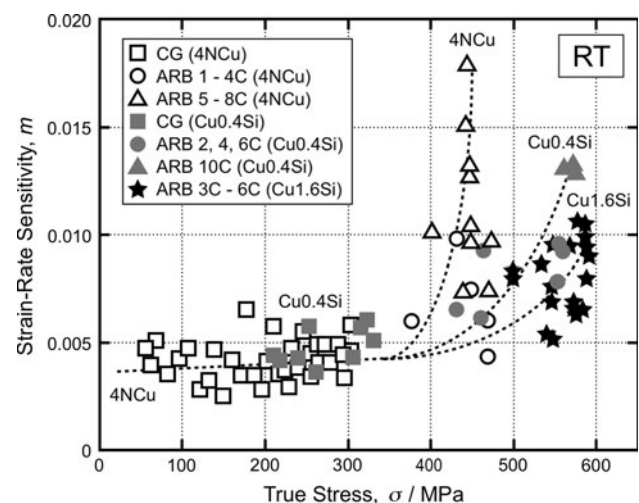 0.020
0.015
0.010
0.005
0
0
100
200
300
400
500
600
Strain-Rate Sensitivity, m
True Stress, σ / MPa
CG (4NCu)
ARB 1 - 4C (4NCu)
ARB 5 - 8C (4NCu)
CG (Cu0.4Si)
ARB 2, 4, 6C (Cu0.4Si)
ARB 10C (Cu0.4Si)
ARB 3C - 6C (Cu1.6Si)
4NCu
RT
Cu0.4Si
Cu1.6Si
Cu0.4Si
4NCu